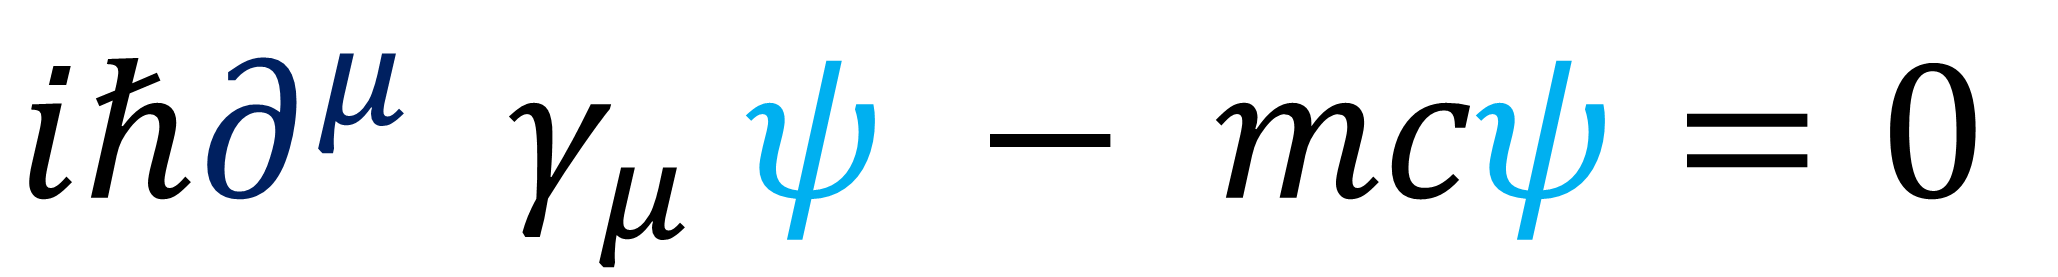 iℏ∂^μ γ_μ ψ − mcψ = 0